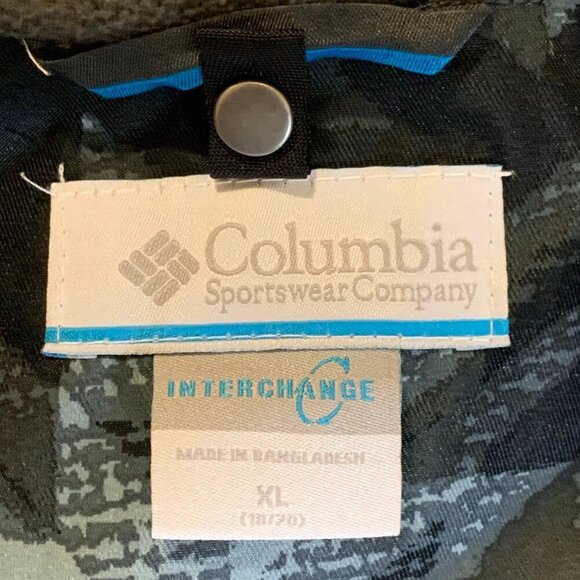 Columbia
Sportswear Company
INTERCHANGE
MADE IN BANGLADESH
XL
(18/20)